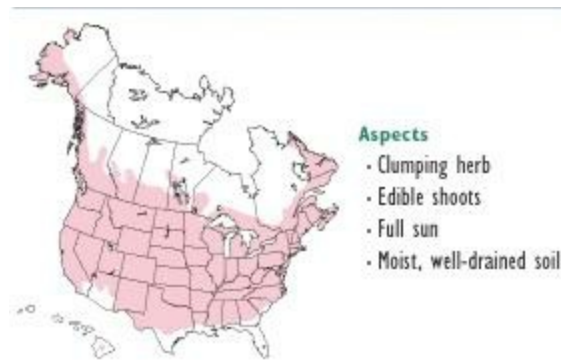 Aspects
· Clumping herb
· Edible shoots
· Full sun
· Moist, well-drained soil